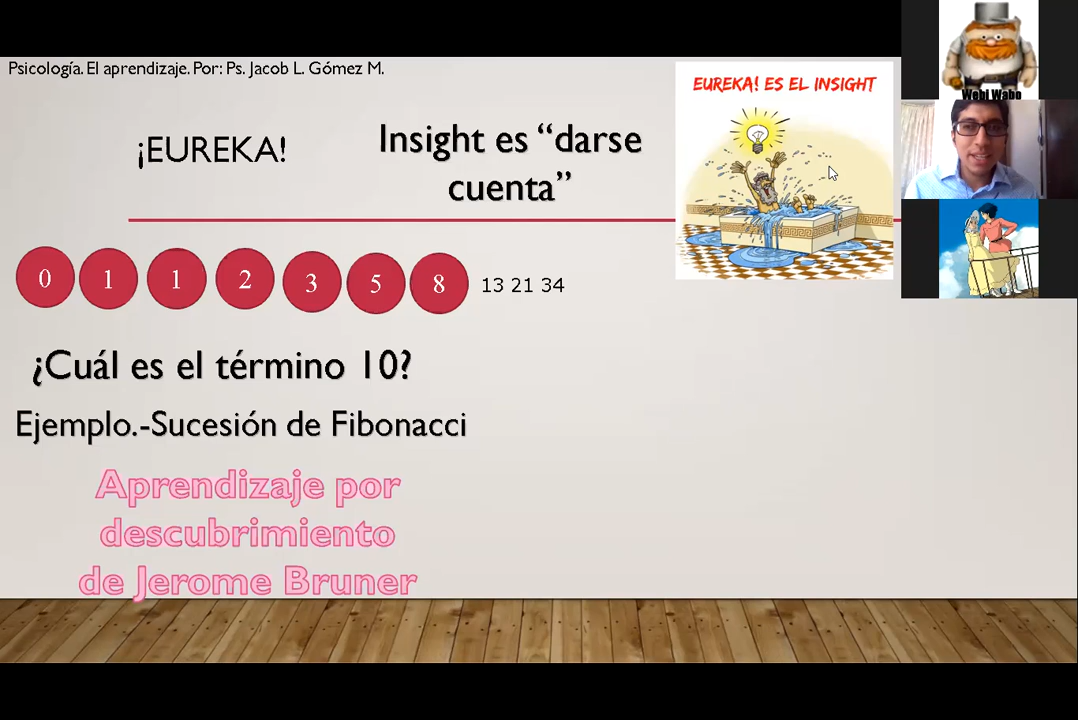 Psicología. El aprendizaje. Por: Ps. Jacob L. Gómez M.
¡EUREKA!
Insight es “darse
cuenta”
EUREKA! ES EL INSIGHT
Webi Wabo
0 1 1 2 3 5 8 13 21 34
¿Cuál es el término 10?
Ejemplo.-Sucesión de Fibonacci
Aprendizaje por
descubrimiento
de Jerome Bruner